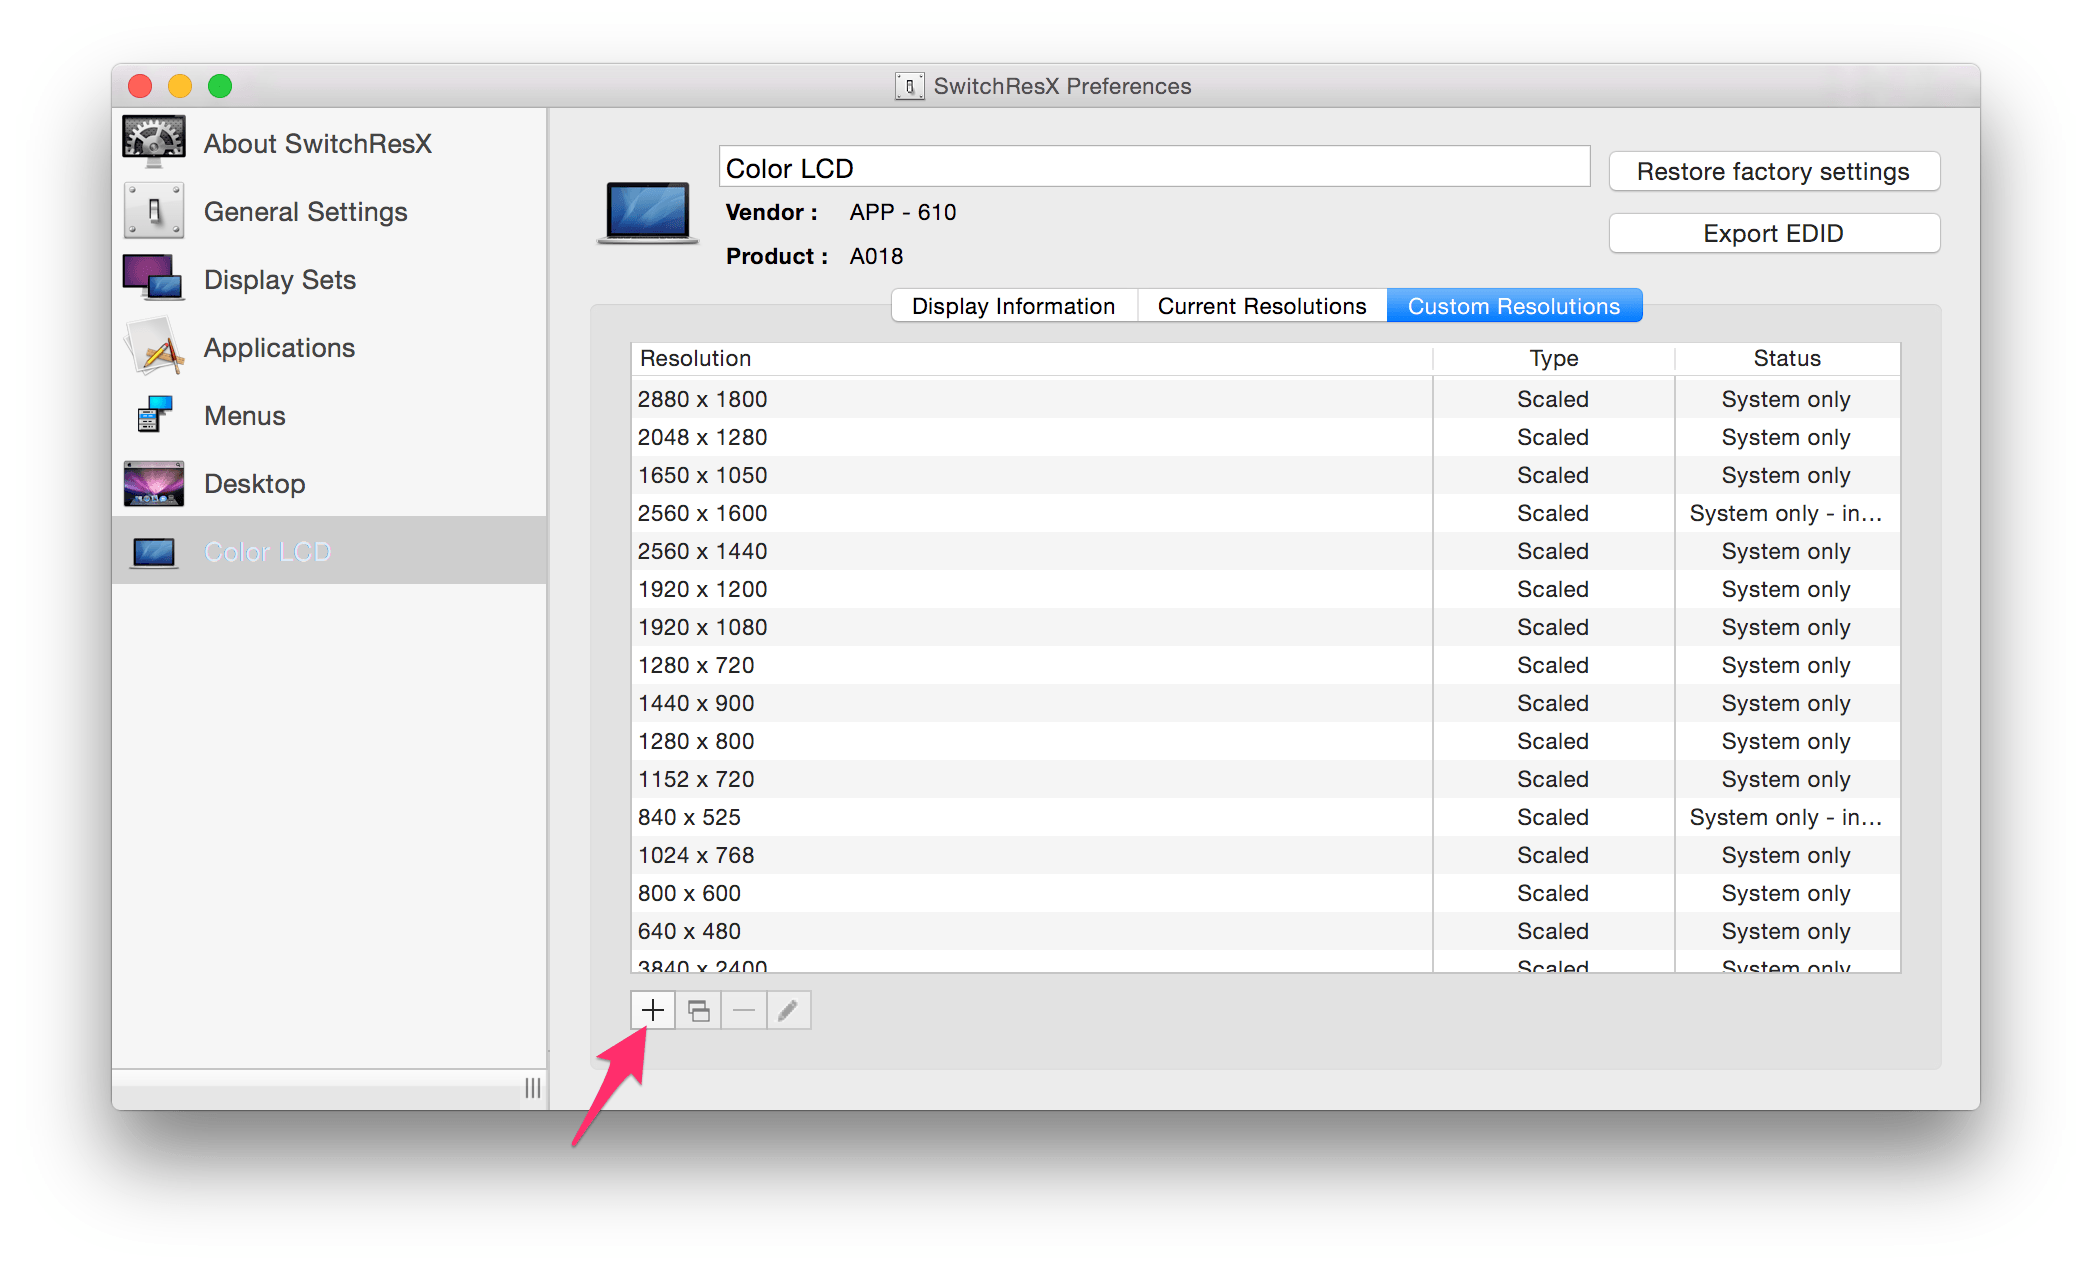 SwitchResX Preferences
About SwitchResX
General Settings
Display Sets
Applications
Menus
Desktop
Color LCD
Color LCD
Vendor : APP - 610
Product : A018
Restore factory settings
Export EDID
Display Information Current Resolutions Custom Resolutions
Resolution Type Status
2880 x 1800 Scaled System only
2048 x 1280 Scaled System only
1650 x 1050 Scaled System only
2560 x 1600 Scaled System only - in...
2560 x 1440 Scaled System only
1920 x 1200 Scaled System only
1920 x 1080 Scaled System only
1280 x 720 Scaled System only
1440 x 900 Scaled System only
1280 x 800 Scaled System only
1152 x 720 Scaled System only
840 x 525 Scaled System only - in...
1024 x 768 Scaled System only
800 x 600 Scaled System only
640 x 480 Scaled System only
3840 x 2400 Scaled System only